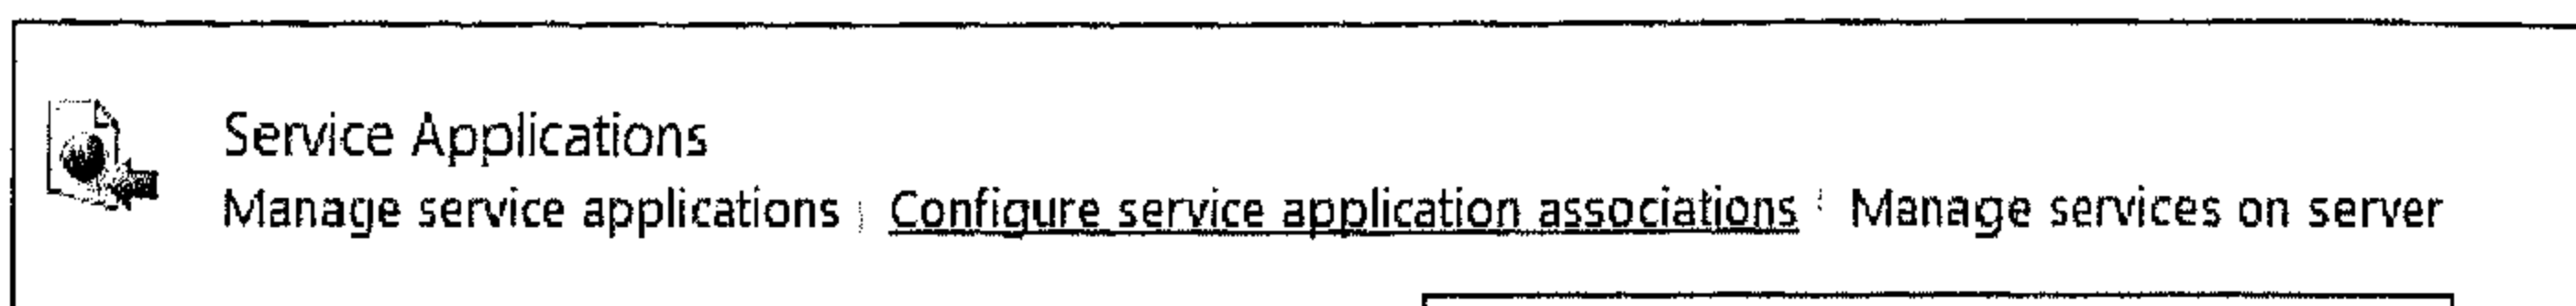 Service Applications
Manage service applications | Configure service application associations | Manage services on server